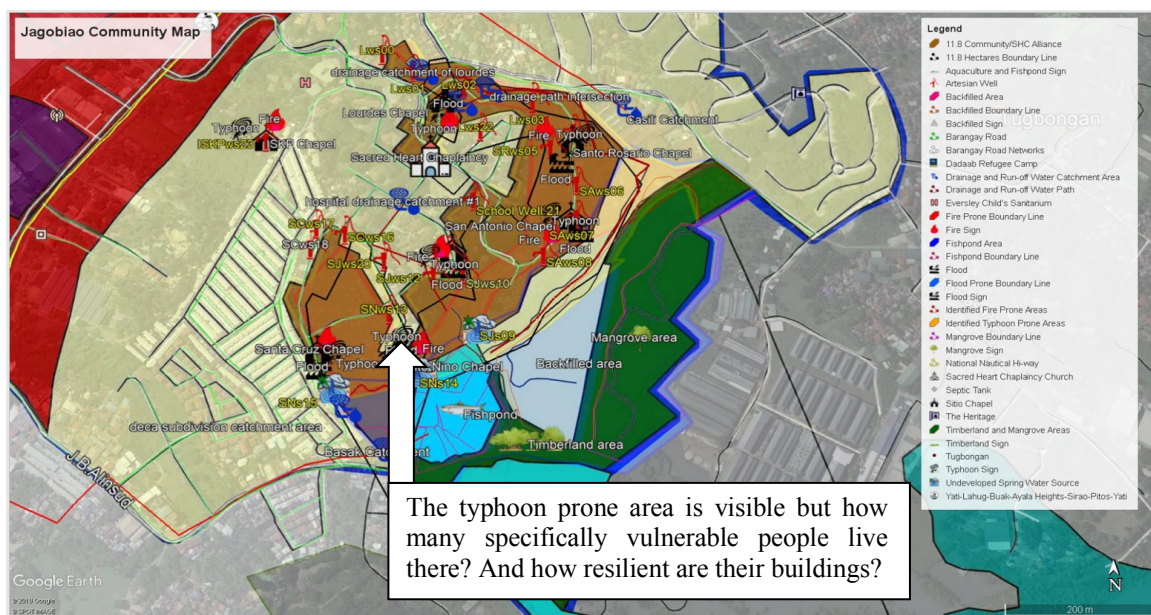 Jagobiao Community Map
Lws00
drainage catchment of lourdes
Lws01
Lws02
Flood
drainage path intersection
Lourdes Chapel
Typhoon
Lws22
Lws03
Casili Catchment
Fire
Typhoon
ISKPws23
ISKP Chapel
SRws05
Fire
Typhoon
Santo Rosario Chapel
Sacred Heart Chaplaincy
Flood
SAws06
hospital drainage catchment #1
School Well 21
San Antonio Chapel
Typhoon
SCws17
SCws18
SCws16
Fire
SAws07
Flood
SJws20
Fire
Typhoon
SAws08
SJws12
Flood
SJws10
SNws13
Typhoon
SJs09
Mangrove area
Santa Cruz Chapel
Fire
Flood
Typhoon
Nino Chapel
Backfilled area
SNs14
SNs15
Fishpond
deca subdivision catchment area
Timberland area
Basak Catchment
J.B.Alinsud
Tugbongan
The typhoon prone area is visible but how
many specifically vulnerable people live
there? And how resilient are their buildings?
Google Earth
© 2018 Google
© SPOT IMAGE
N
200 m
Legend
11.8 Community/SHC Alliance
11.8 Hectares Boundary Line
Aquaculture and Fishpond Sign
Artesian Well
Backfilled Area
Backfilled Boundary Line
Backfilled Sign
Barangay Road
Barangay Road Networks
Dadaab Refugee Camp
Drainage and Run-off Water Catchment Area
Drainage and Run-off Water Path
Eversley Child's Sanitarium
Fire Prone Boundary Line
Fire Sign
Fishpond Area
Fishpond Boundary Line
Flood
Flood Prone Boundary Line
Flood Sign
Identified Fire Prone Areas
Identified Typhoon Prone Areas
Mangrove Boundary Line
Mangrove Sign
National Nautical Hi-way
Sacred Heart Chaplaincy Church
Septic Tank
Sitio Chapel
The Heritage
Timberland and Mangrove Areas
Timberland Sign
Tugbongan
Typhoon Sign
Undeveloped Spring Water Source
Yati-Lahug-Buak-Ayala Heights-Sirao-Pitos-Yati